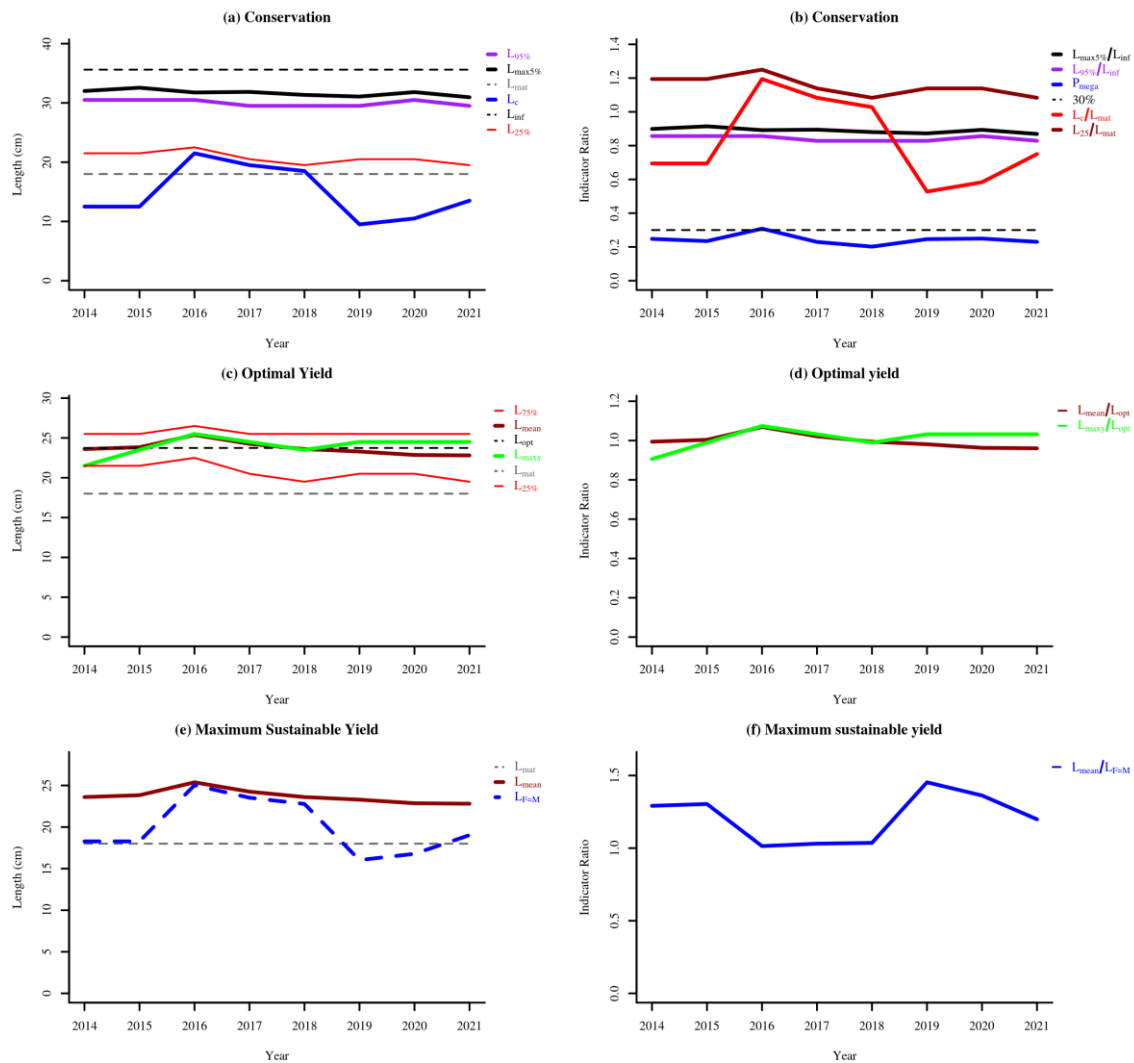 (a) Conservation
Length (cm)
40
30
20
10
0
2014 2015 2016 2017 2018 2019 2020 2021
Year
L95%
Lmax5%
Lmat
Lc
Linf
L25%
(b) Conservation
Indicator Ratio
1.4
1.2
1.0
0.8
0.6
0.4
0.2
0.0
2014 2015 2016 2017 2018 2019 2020 2021
Year
Lmax5%/Linf
L95%/Linf
Pmega
30%
Lc/Lmat
L25/Lmat
(c) Optimal Yield
Length (cm)
30
25
20
15
10
5
0
2014 2015 2016 2017 2018 2019 2020 2021
Year
L75%
Lmean
Lopt
Lmaxy
Lmat
L25%
(d) Optimal yield
Indicator Ratio
1.2
1.0
0.8
0.6
0.4
0.2
0.0
2014 2015 2016 2017 2018 2019 2020 2021
Year
Lmean/Lopt
Lmaxy/Lopt
(e) Maximum Sustainable Yield
Length (cm)
25
20
15
10
5
0
2014 2015 2016 2017 2018 2019 2020 2021
Year
Lmat
Lmean
LF=M
(f) Maximum sustainable yield
Indicator Ratio
1.5
1.0
0.5
0.0
2014 2015 2016 2017 2018 2019 2020 2021
Year
Lmean/LF=M